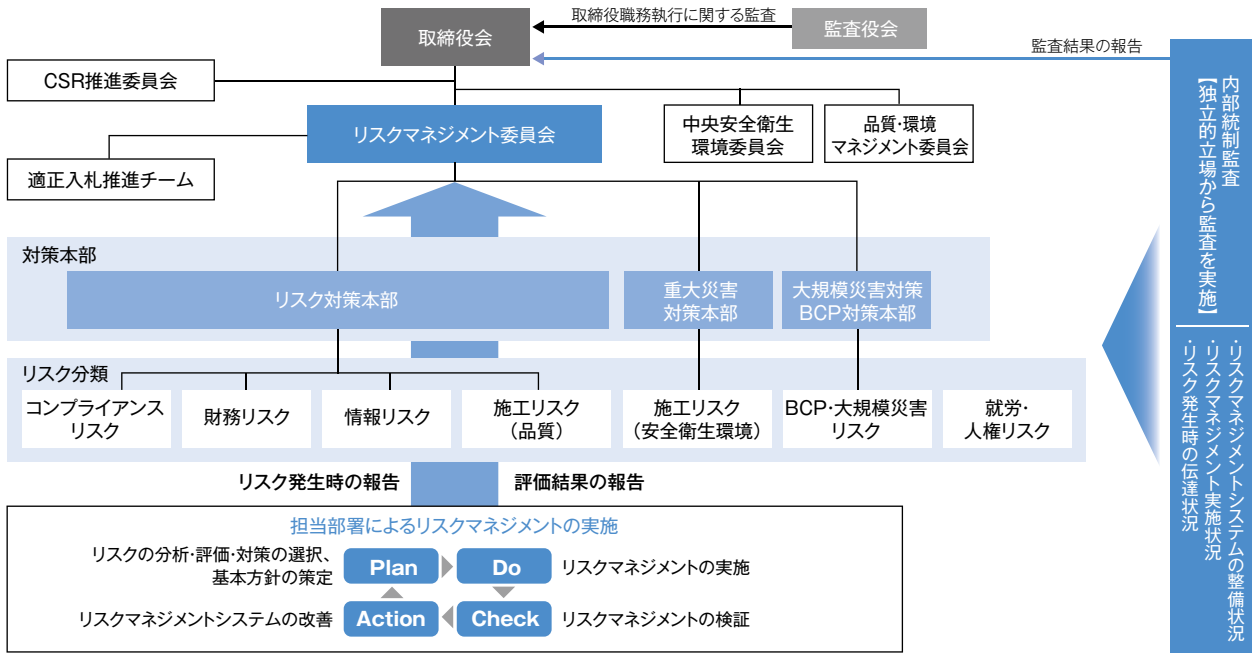 取締役職務執行に関する監査
監査役会
取締役会
監査結果の報告
CSR推進委員会
リスクマネジメント委員会
中央安全衛生
環境委員会
品質・環境
マネジメント委員会
適正入札推進チーム
内部統制監査
【独立的立場から監査を実施】
・リスクマネジメントシステムの整備状況
・リスクマネジメント実施状況
・リスク発生時の伝達状況
対策本部
リスク対策本部
重大災害
対策本部
大規模災害対策
BCP対策本部
リスク分類
コンプライアンス
リスク
財務リスク
情報リスク
施工リスク
(品質)
施工リスク
(安全衛生環境)
BCP・大規模災害
リスク
就労・
人権リスク
リスク発生時の報告
評価結果の報告
担当部署によるリスクマネジメントの実施
リスクの分析・評価・対策の選択、
基本方針の策定
Plan
Do
リスクマネジメントの実施
リスクマネジメントシステムの改善
Action
Check
リスクマネジメントの検証